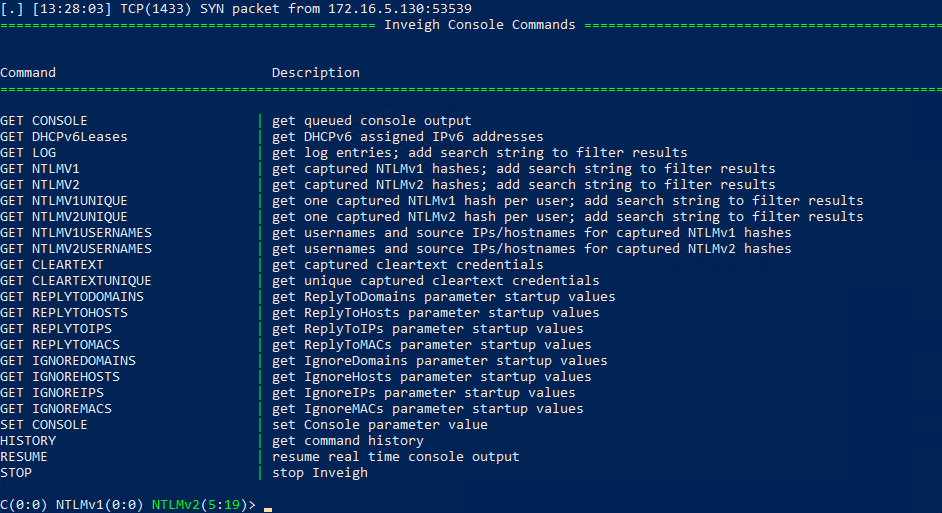 [.] [13:28:03] TCP(1433) SYN packet from 172.16.5.130:53539
=============================================== Inveigh Console Commands =============================================
Command Description
======================================================================================================================
GET CONSOLE | get queued console output
GET DHCPv6Leases | get DHCPv6 assigned IPv6 addresses
GET LOG | get log entries; add search string to filter results
GET NTLMV1 | get captured NTLMv1 hashes; add search string to filter results
GET NTLMV2 | get captured NTLMv2 hashes; add search string to filter results
GET NTLMV1UNIQUE | get one captured NTLMv1 hash per user; add search string to filter results
GET NTLMV2UNIQUE | get one captured NTLMv2 hash per user; add search string to filter results
GET NTLMV1USERNAMES | get usernames and source IPs/hostnames for captured NTLMv1 hashes
GET NTLMV2USERNAMES | get usernames and source IPs/hostnames for captured NTLMv2 hashes
GET CLEARTEXT | get captured cleartext credentials
GET CLEARTEXTUNIQUE | get unique captured cleartext credentials
GET REPLYTODOMAINS | get ReplyToDomains parameter startup values
GET REPLYTOHOSTS | get ReplyToHosts parameter startup values
GET REPLYTOIPS | get ReplyToIPs parameter startup values
GET REPLYTOMACS | get ReplyToMACs parameter startup values
GET IGNOREDOMAINS | get IgnoreDomains parameter startup values
GET IGNOREHOSTS | get IgnoreHosts parameter startup values
GET IGNOREIPS | get IgnoreIPs parameter startup values
GET IGNOREMACS | get IgnoreMACs parameter startup values
SET CONSOLE | set Console parameter value
HISTORY | get command history
RESUME | resume real time console output
STOP | stop Inveigh
C(0:0) NTLMv1(0:0) NTLMv2(5:19)> _